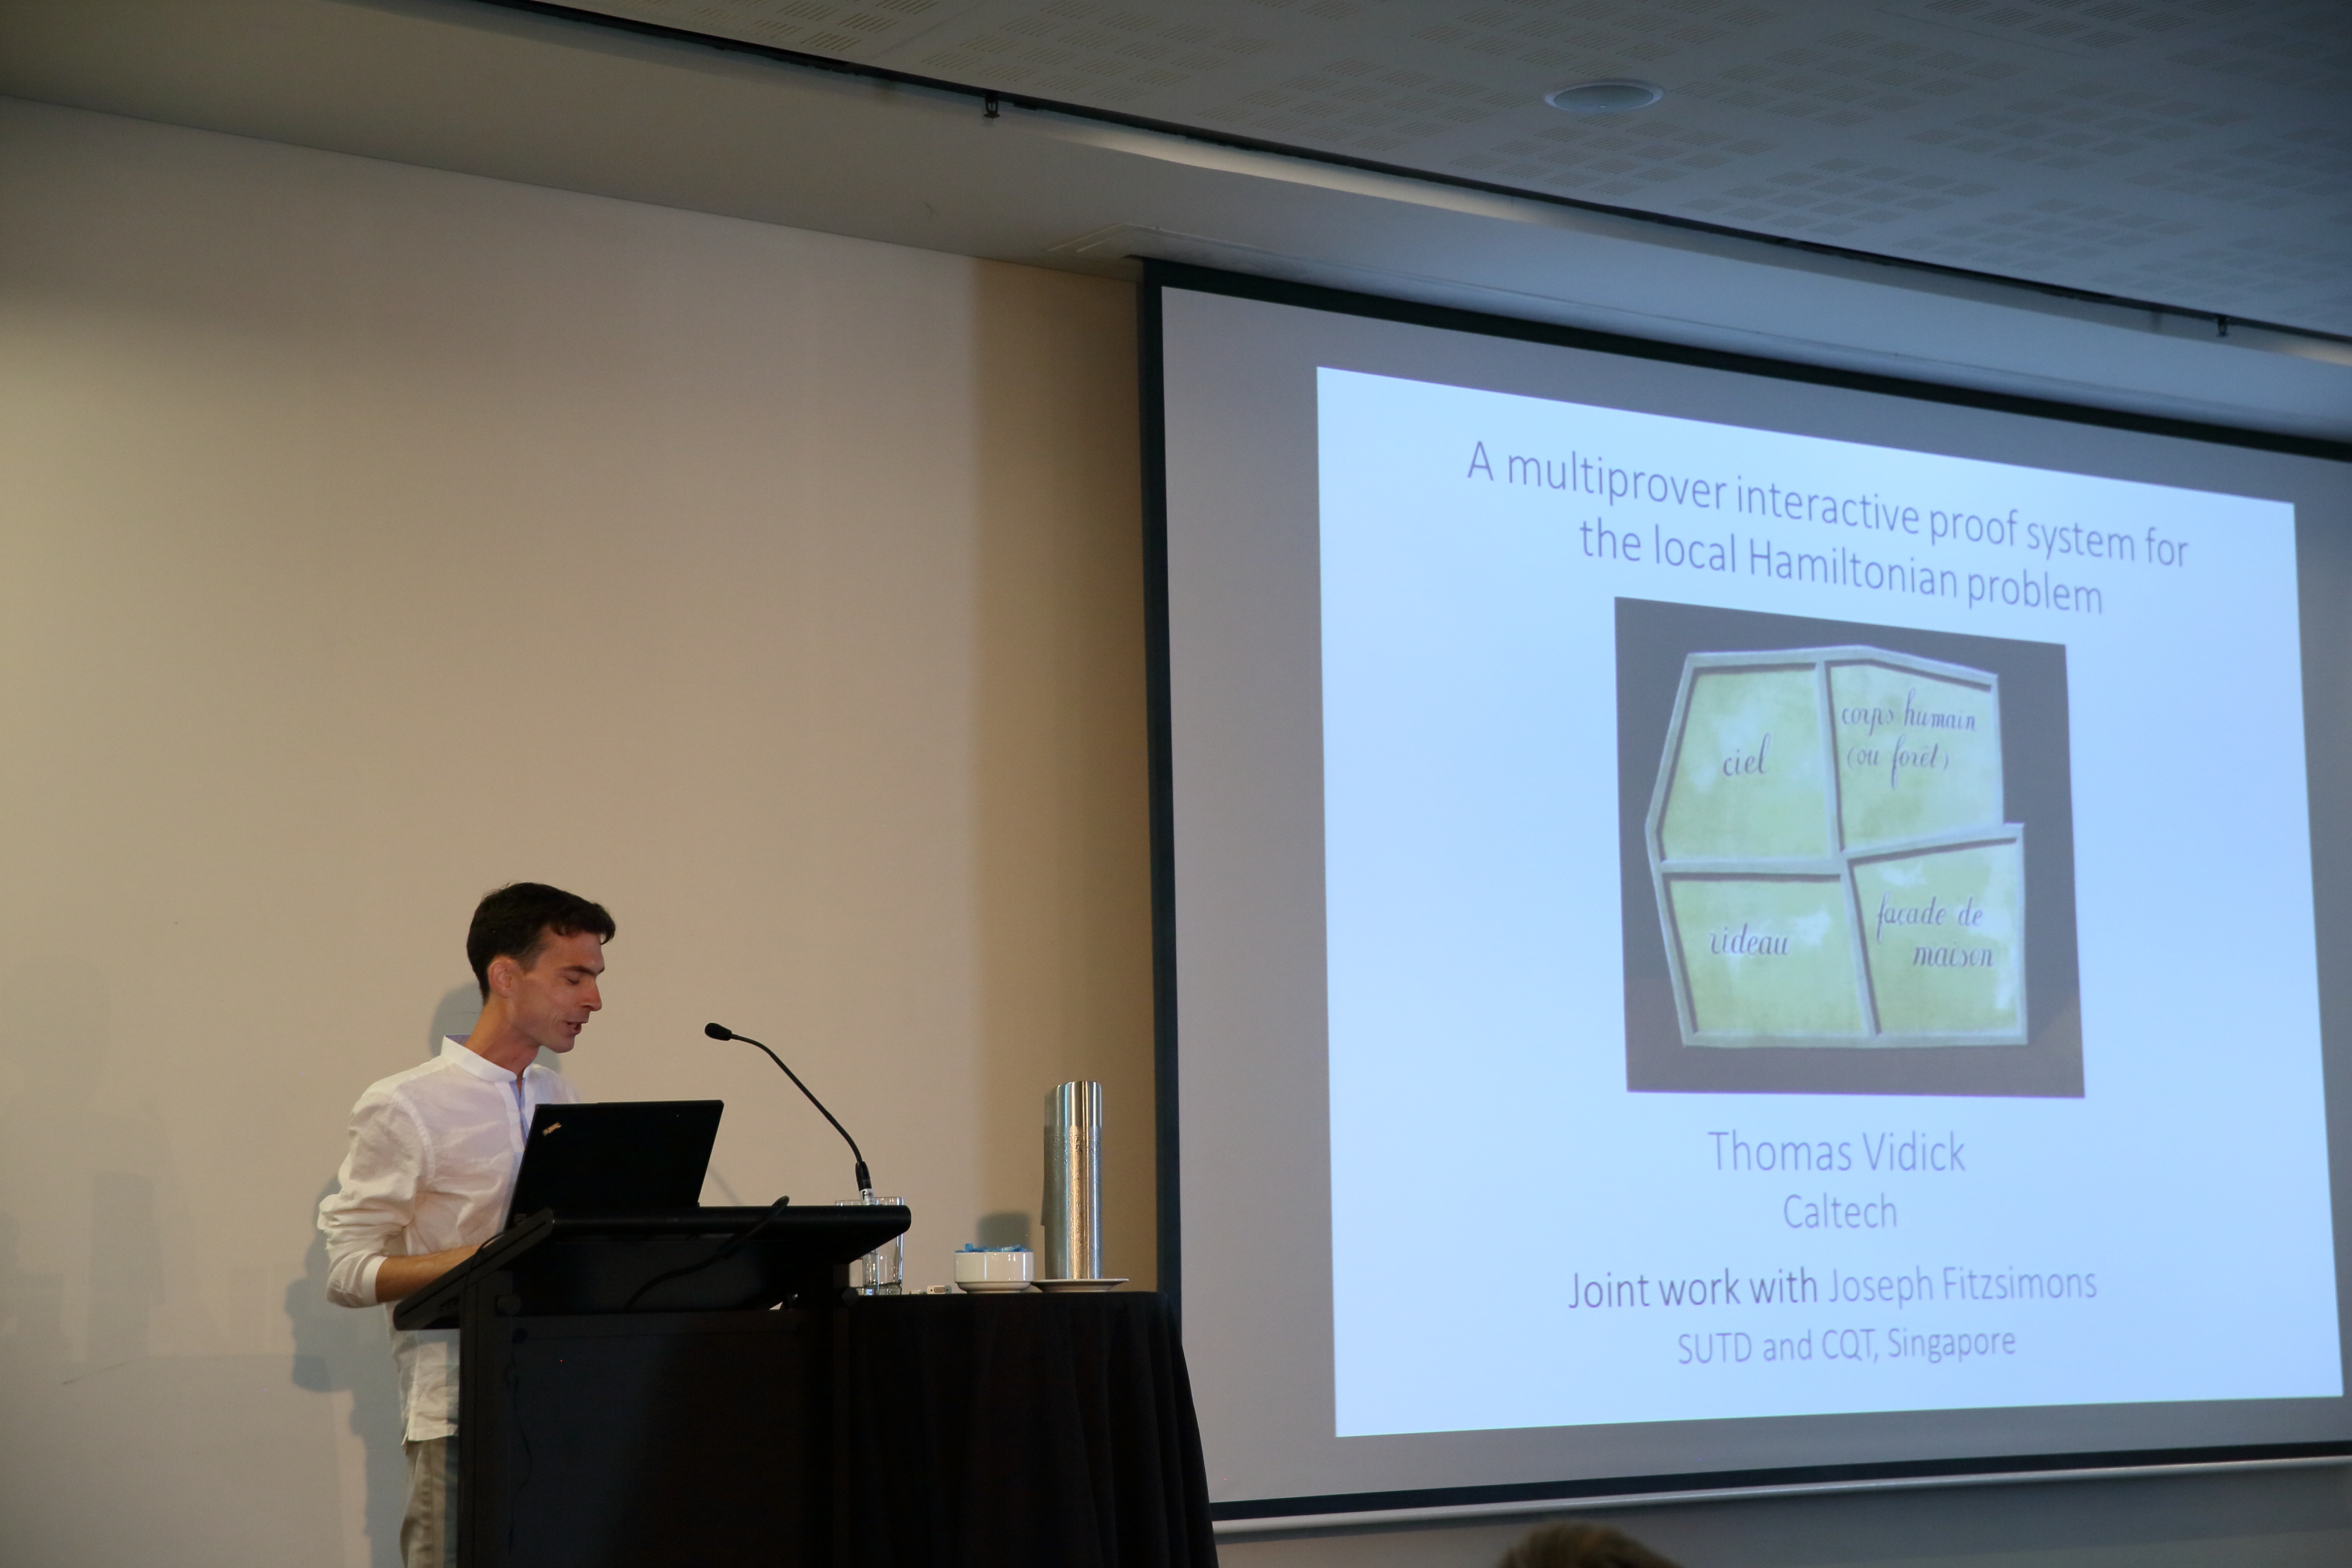 A multiprover interactive proof system for
the local Hamiltonian problem
ciel
corps humain
(ou forêt)
rideau
façade de
maison
Thomas Vidick
Caltech
Joint work with Joseph Fitzsimons
SUTD and CQT, Singapore